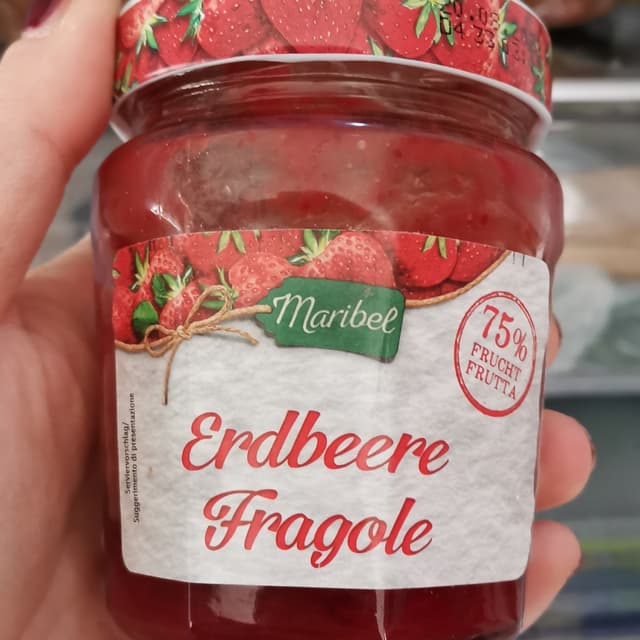 Maribel
75%
FRUCHT
FRUTTA
Erdbeere
Fragole
Serviervorschlag/
Suggerimento di presentazione